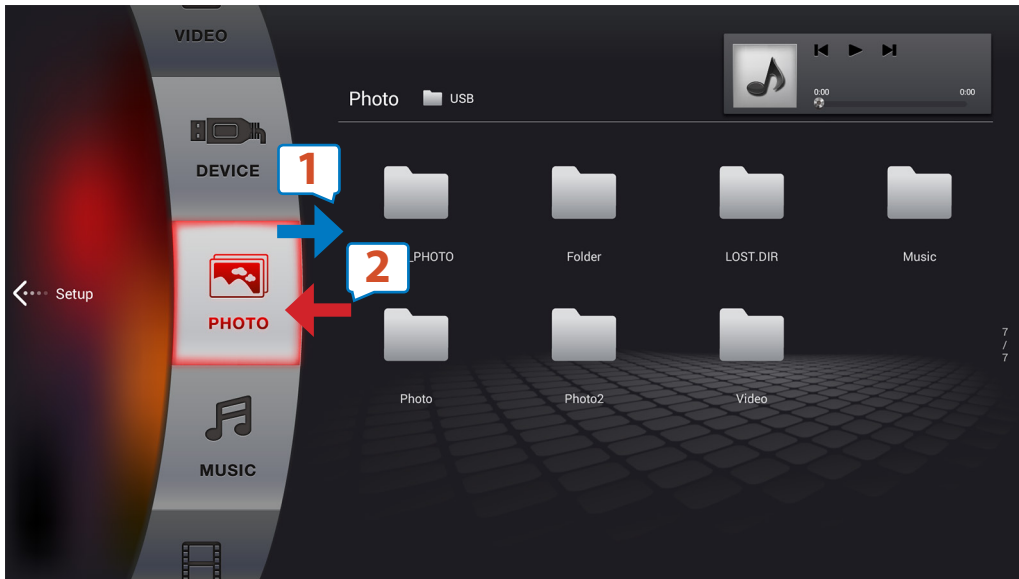 VIDEO
Photo
USB
0:00
0:00
DEVICE
1
_PHOTO
Folder
LOST.DIR
Music
2
Setup
PHOTO
7
/
7
Photo
Photo2
Video
MUSIC